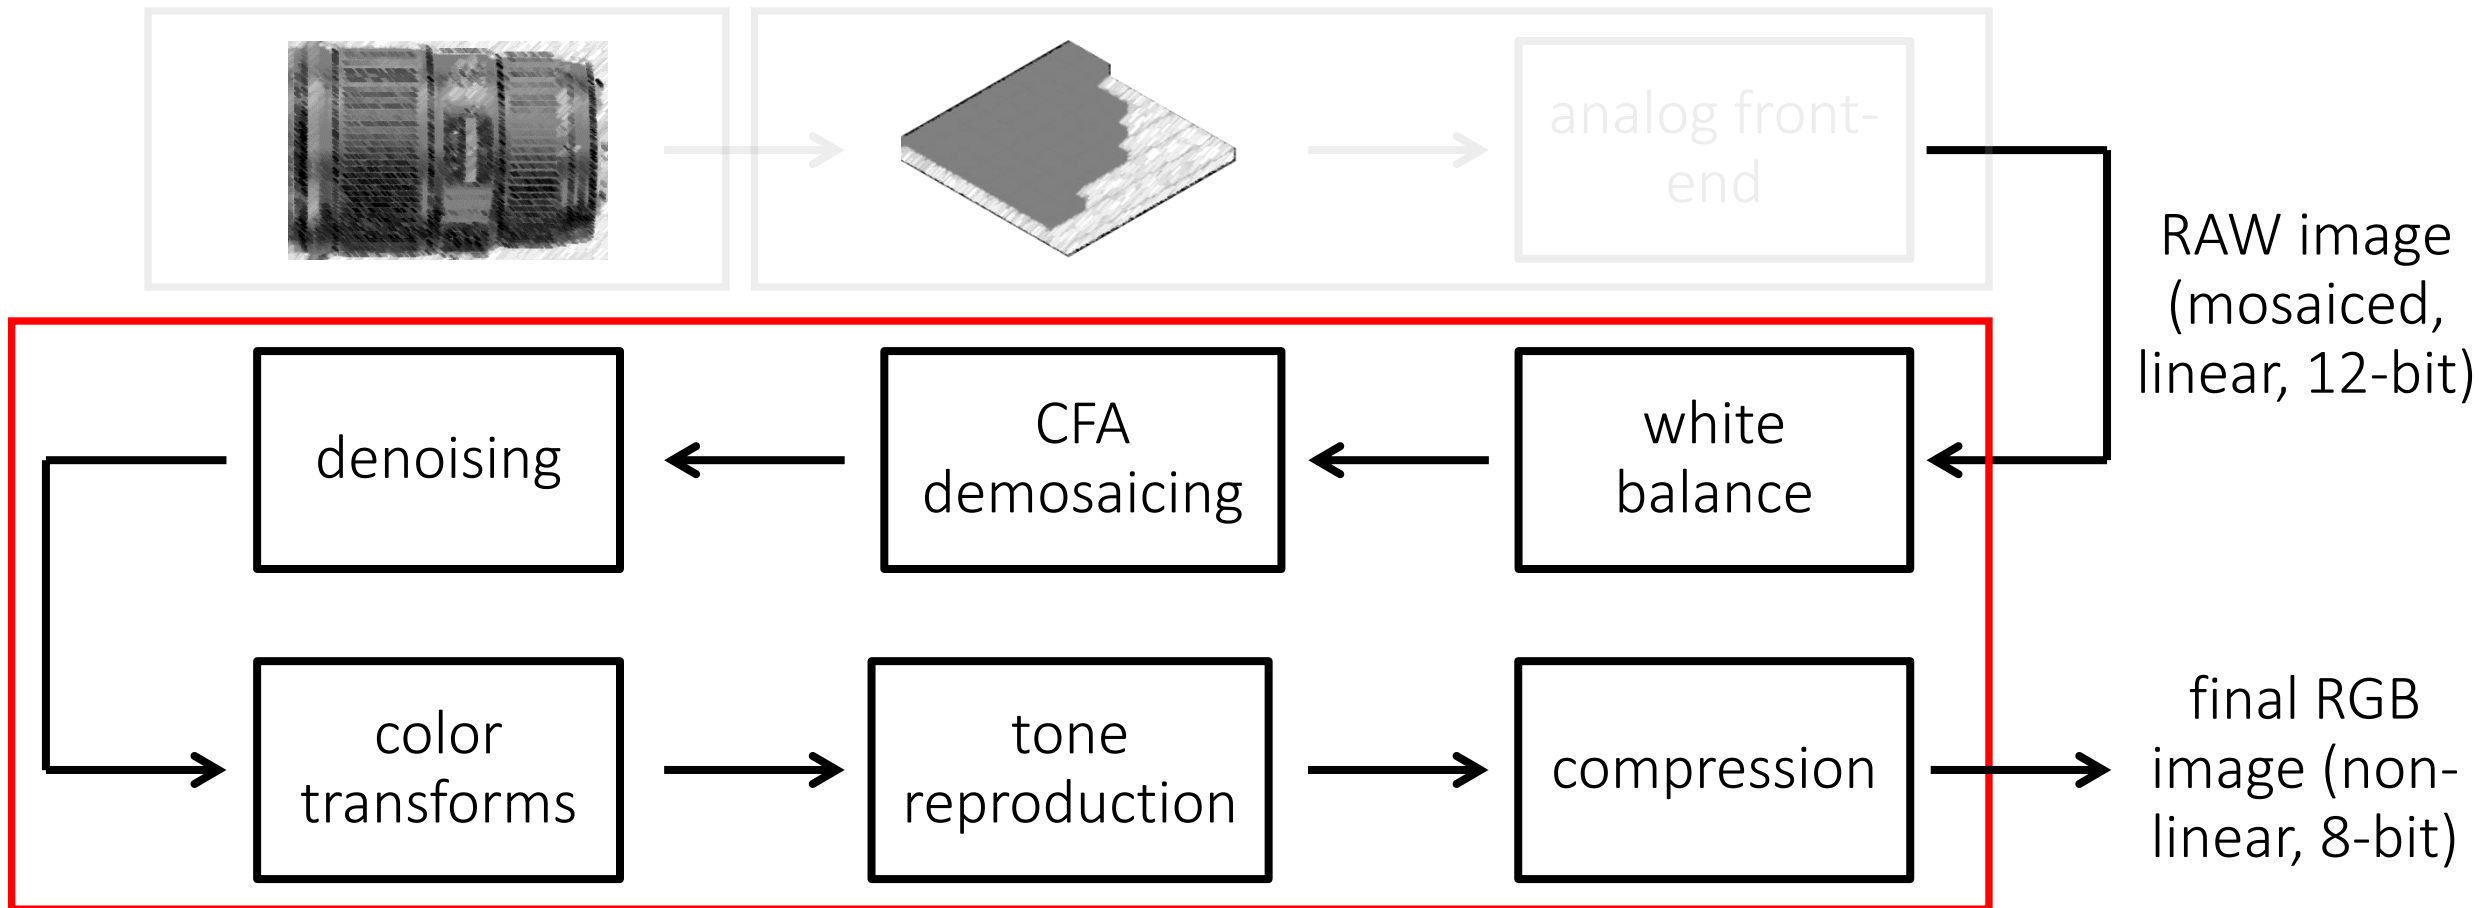 analog front-
end
RAW image
(mosaiced,
linear, 12-bit)
denoising
CFA
demosaicing
white
balance
color
transforms
tone
reproduction
compression
final RGB
image (non-
linear, 8-bit)